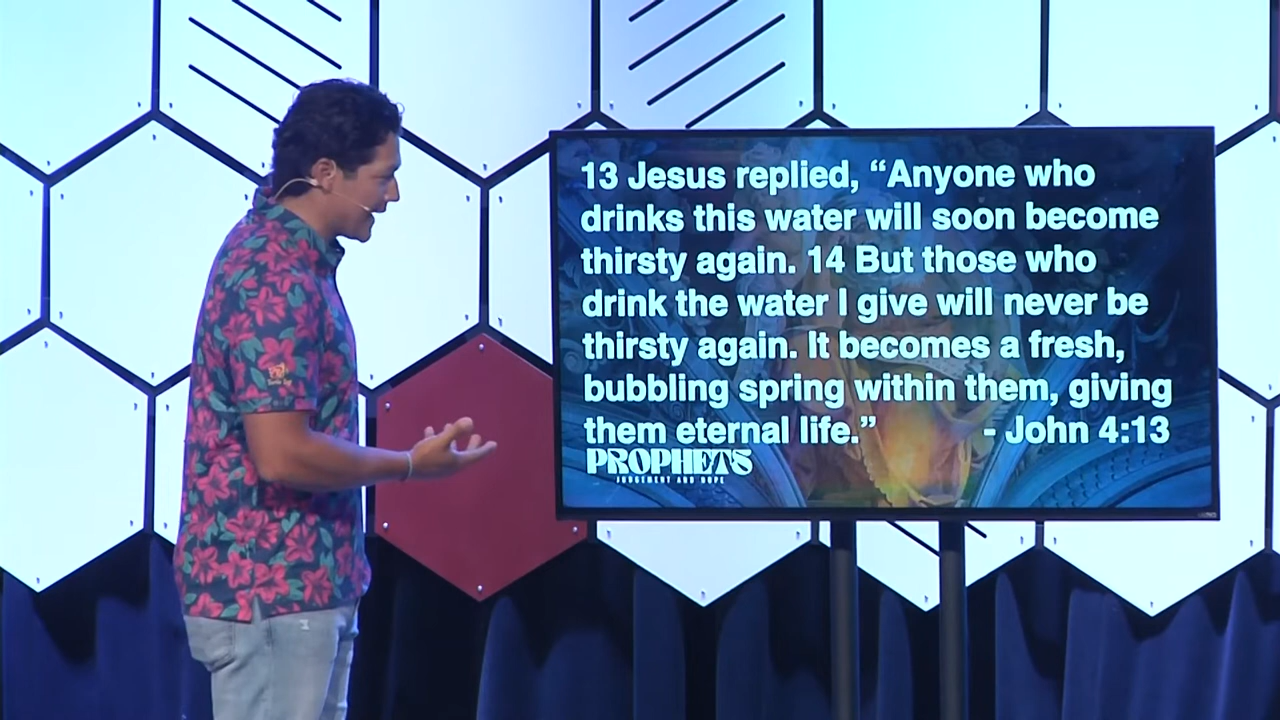 13 Jesus replied, “Anyone who
drinks this water will soon become
thirsty again. 14 But those who
drink the water I give will never be
thirsty again. It becomes a fresh,
bubbling spring within them, giving
them eternal life.” - John 4:13
PROPHETS
JUDGEMENT AND HOPE